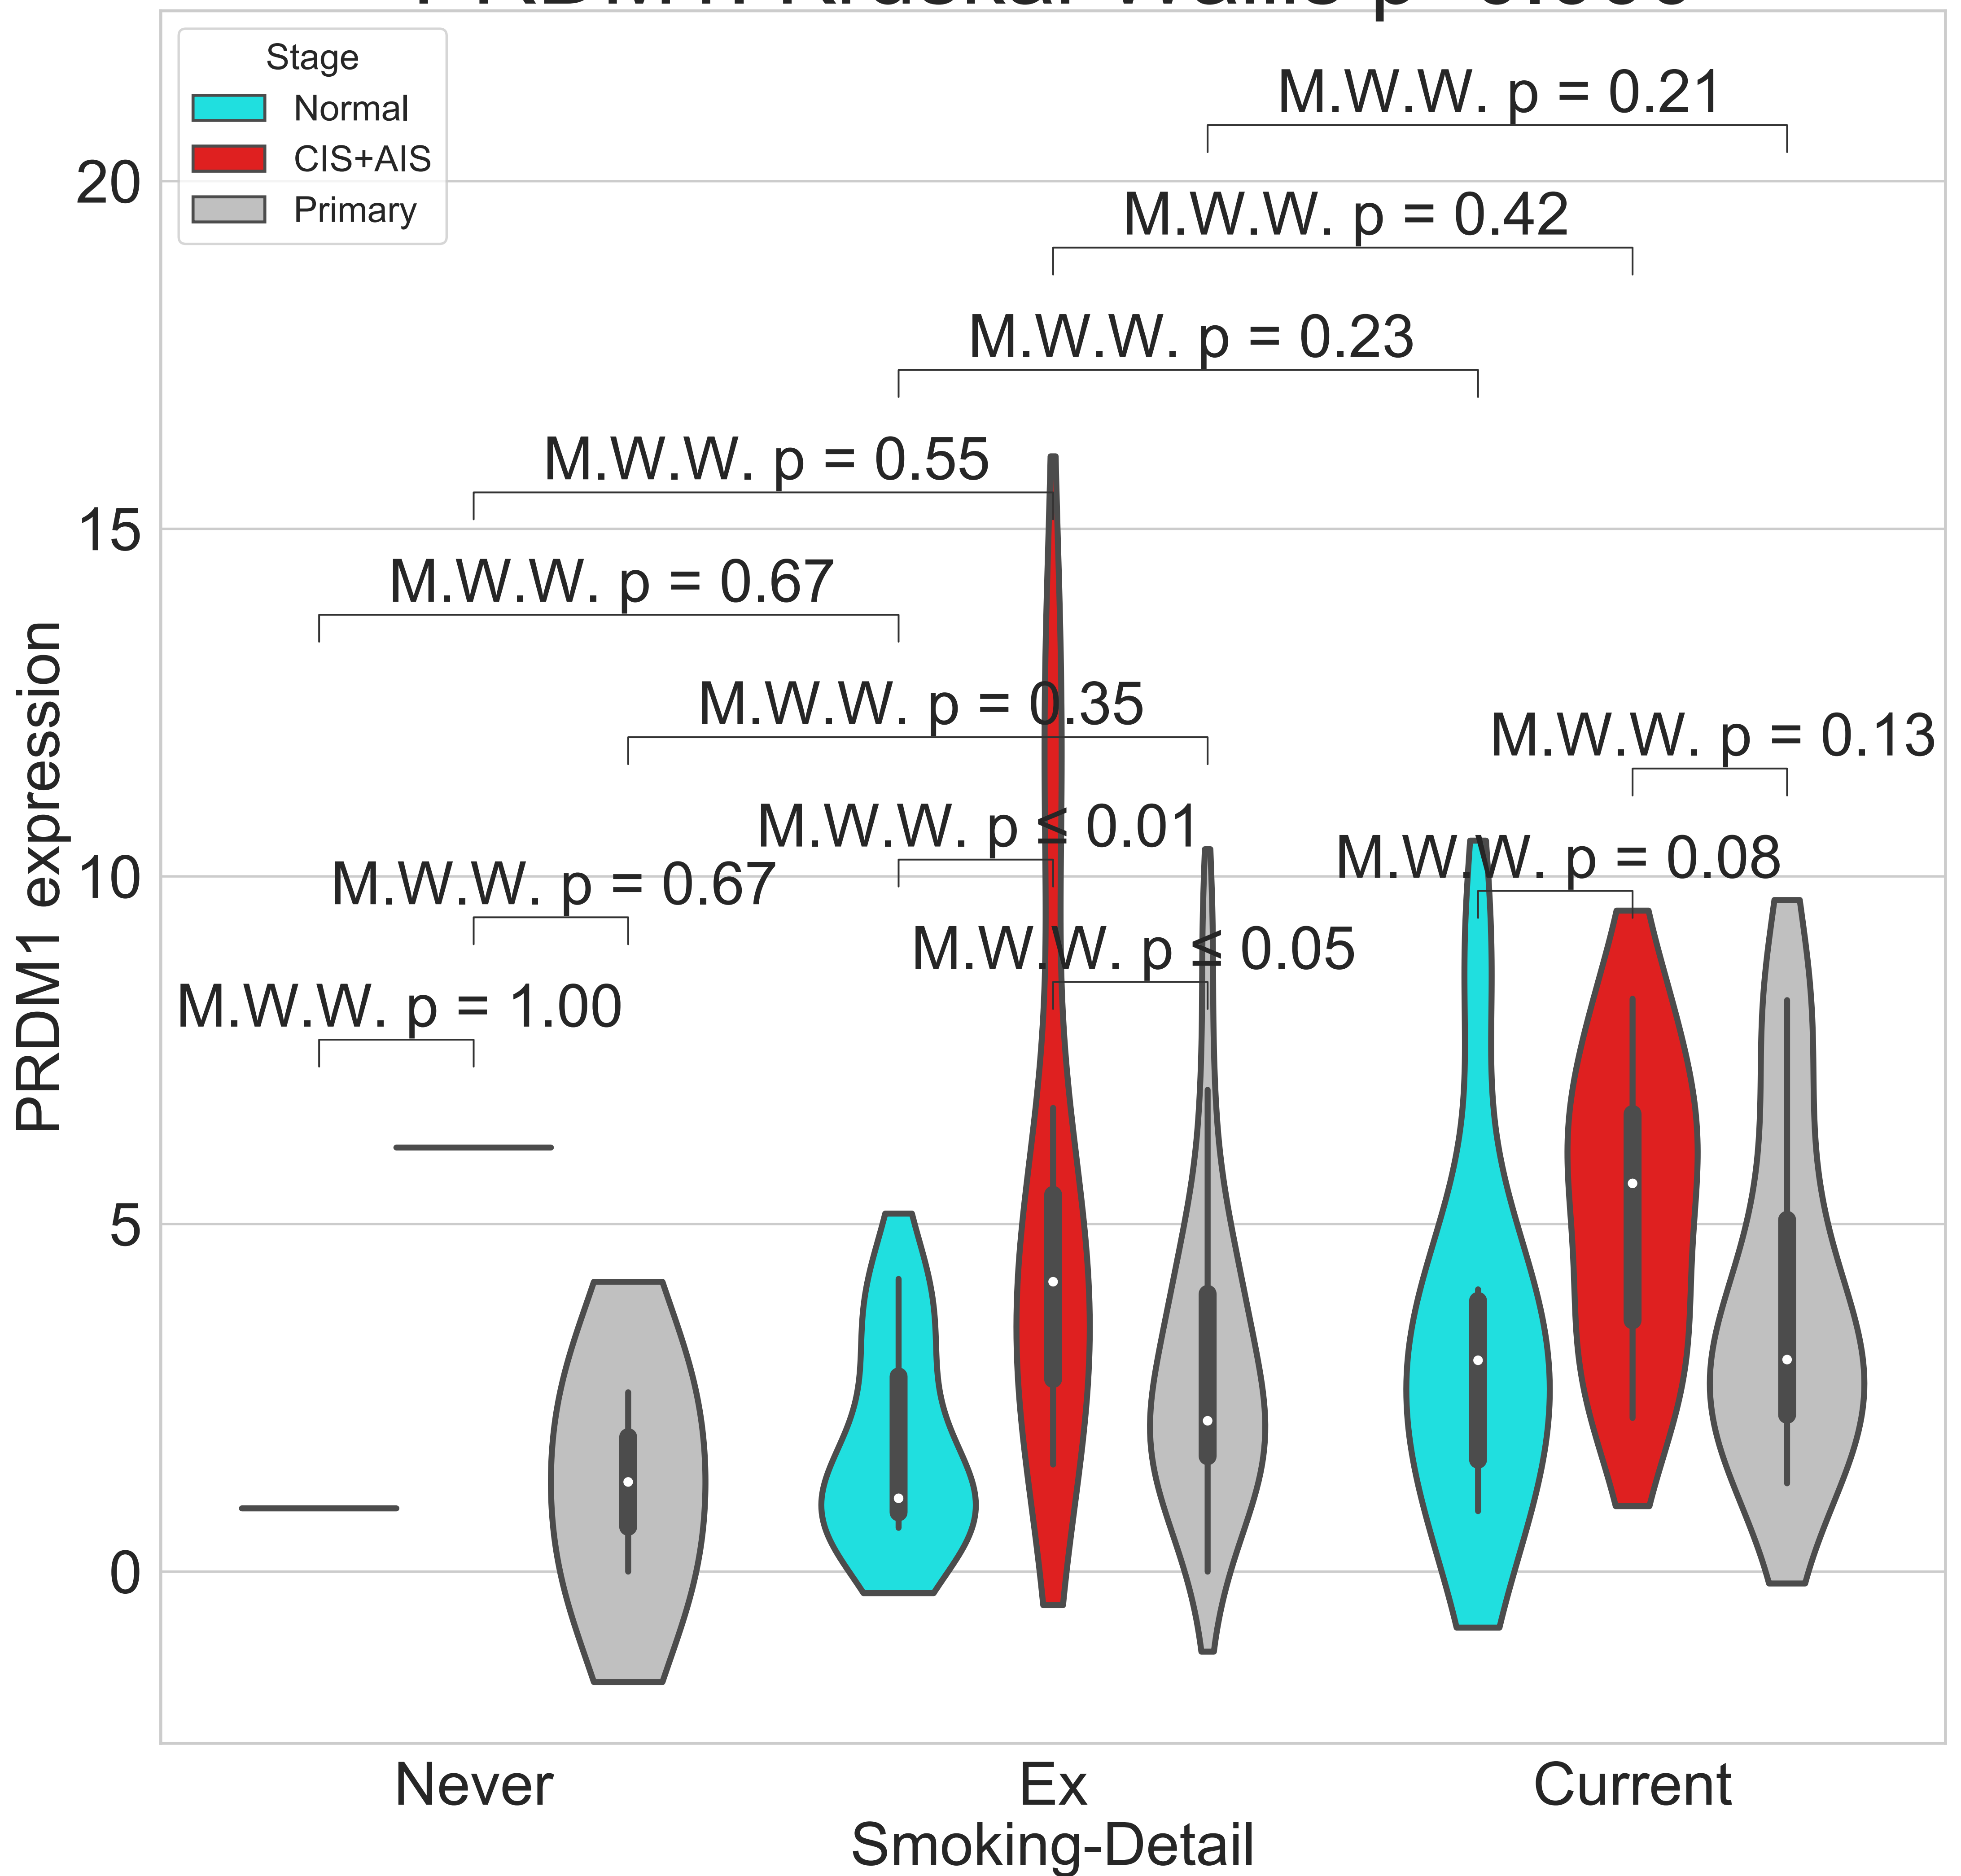 Stage
Normal
CIS+AIS
Primary
M.W.W. p = 0.21
20
M.W.W. p = 0.42
M.W.W. p = 0.23
M.W.W. p = 0.55
15
M.W.W. p = 0.67
M.W.W. p = 0.35
M.W.W. p = 0.13
M.W.W. p ≤ 0.01
M.W.W. p = 0.08
10
M.W.W. p = 0.67
M.W.W. p ≤ 0.05
M.W.W. p = 1.00
PRDM1 expression
5
0
Never
Ex
Current
Smoking-Detail